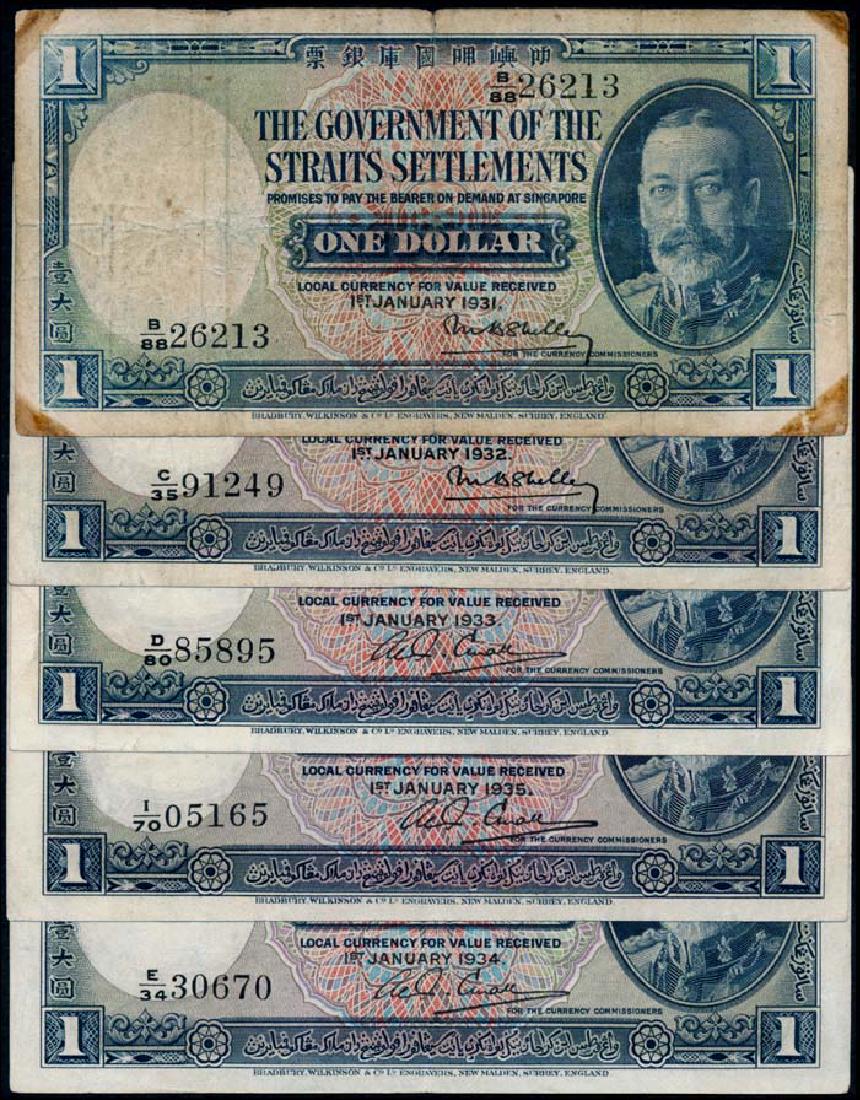 1 票銀庫國呷嶼叻 1
B/88 26213
THE GOVERNMENT OF THE
STRAITS SETTLEMENTS
PROMISES TO PAY THE BEARER ON DEMAND AT SINGAPORE
ONE DOLLAR
LOCAL CURRENCY FOR VALUE RECEIVED
1ST JANUARY 1931.
壹大圓
B/88 26213
FOR THE CURRENCY COMMISSIONERS
1 1
BRADBURY, WILKINSON & Co Ld ENGRAVERS, NEW MALDEN, SURREY, ENGLAND.
LOCAL CURRENCY FOR VALUE RECEIVED
1ST JANUARY 1932.
大圓
C/35 91249
FOR THE CURRENCY COMMISSIONERS
1 1
BRADBURY, WILKINSON & Co Ld ENGRAVERS, NEW MALDEN, SURREY, ENGLAND.
LOCAL CURRENCY FOR VALUE RECEIVED
1ST JANUARY 1933.
壹大圓
D/80 85895
FOR THE CURRENCY COMMISSIONERS
1 1
BRADBURY, WILKINSON & Co Ld ENGRAVERS, NEW MALDEN, SURREY, ENGLAND.
LOCAL CURRENCY FOR VALUE RECEIVED
1ST JANUARY 1935.
壹大圓
I/70 05165
FOR THE CURRENCY COMMISSIONERS
1 1
BRADBURY, WILKINSON & Co Ld ENGRAVERS, NEW MALDEN, SURREY, ENGLAND.
LOCAL CURRENCY FOR VALUE RECEIVED
1ST JANUARY 1934.
壹大圓
E/34 30670
FOR THE CURRENCY COMMISSIONERS
1 1
BRADBURY, WILKINSON & Co Ld ENGRAVERS, NEW MALDEN, SURREY, ENGLAND